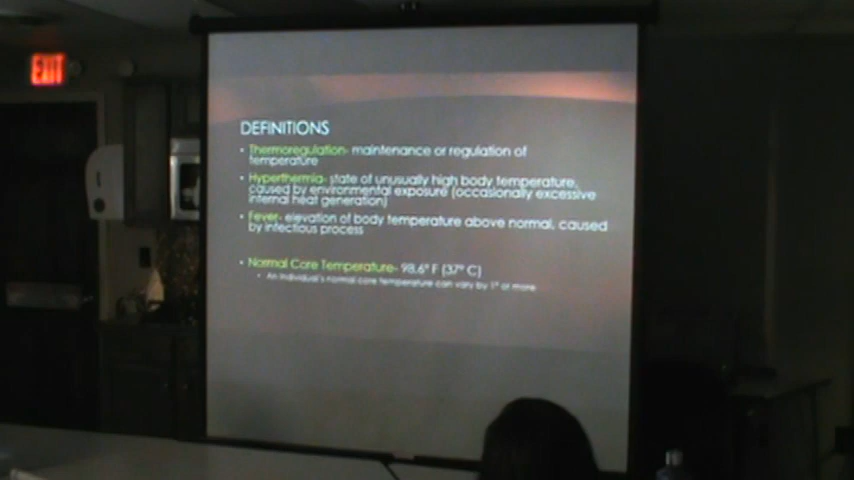 EXIT
DEFINITIONS
• Thermoregulation- maintenance or regulation of
temperature
• Hyperthermia- state of unusually high body temperature,
caused by environmental exposure (occasionally excessive
internal heat generation)
• Fever- elevation of body temperature above normal, caused
by infectious process
• Normal Core Temperature- 98.6° F (37° C)
• An individual's normal core temperature can vary by 1° or more